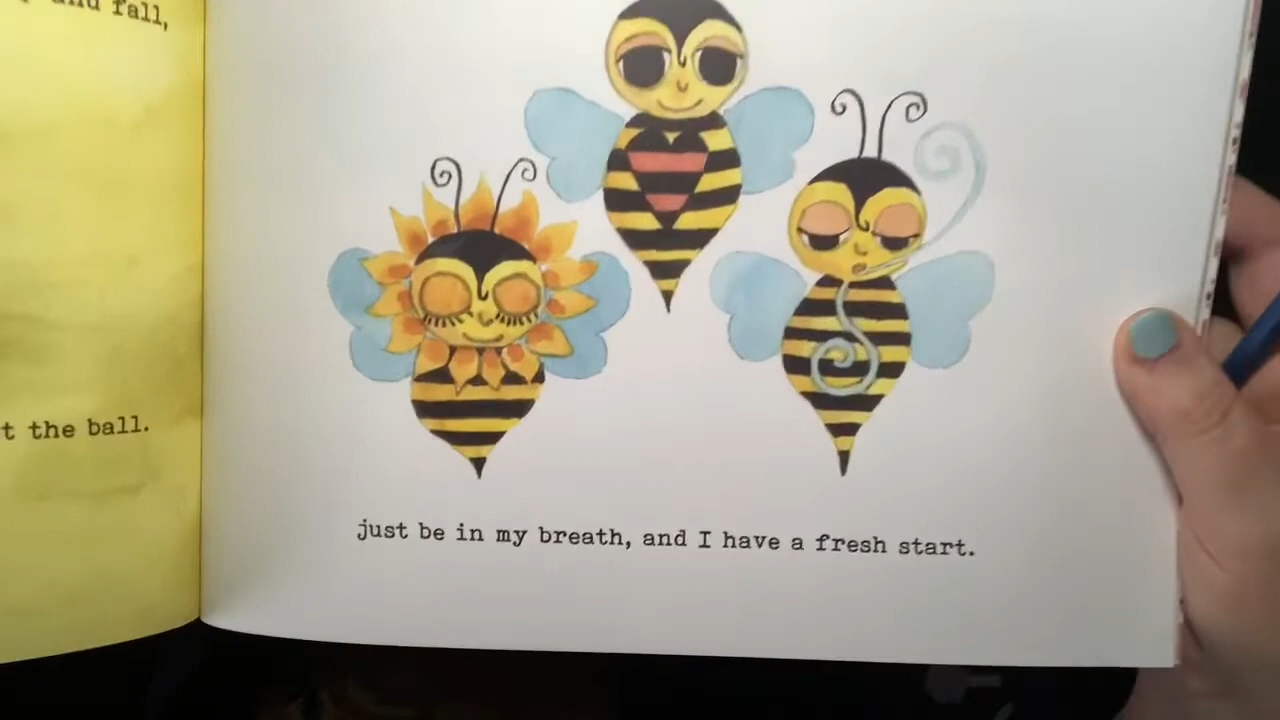 and fall,
t the ball.
just be in my breath, and I have a fresh start.